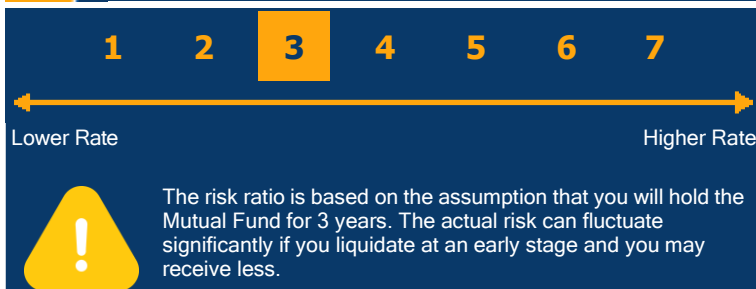 1 2 3 4 5 6 7
Lower Rate Higher Rate
The risk ratio is based on the assumption that you will hold the
Mutual Fund for 3 years. The actual risk can fluctuate
significantly if you liquidate at an early stage and you may
receive less.